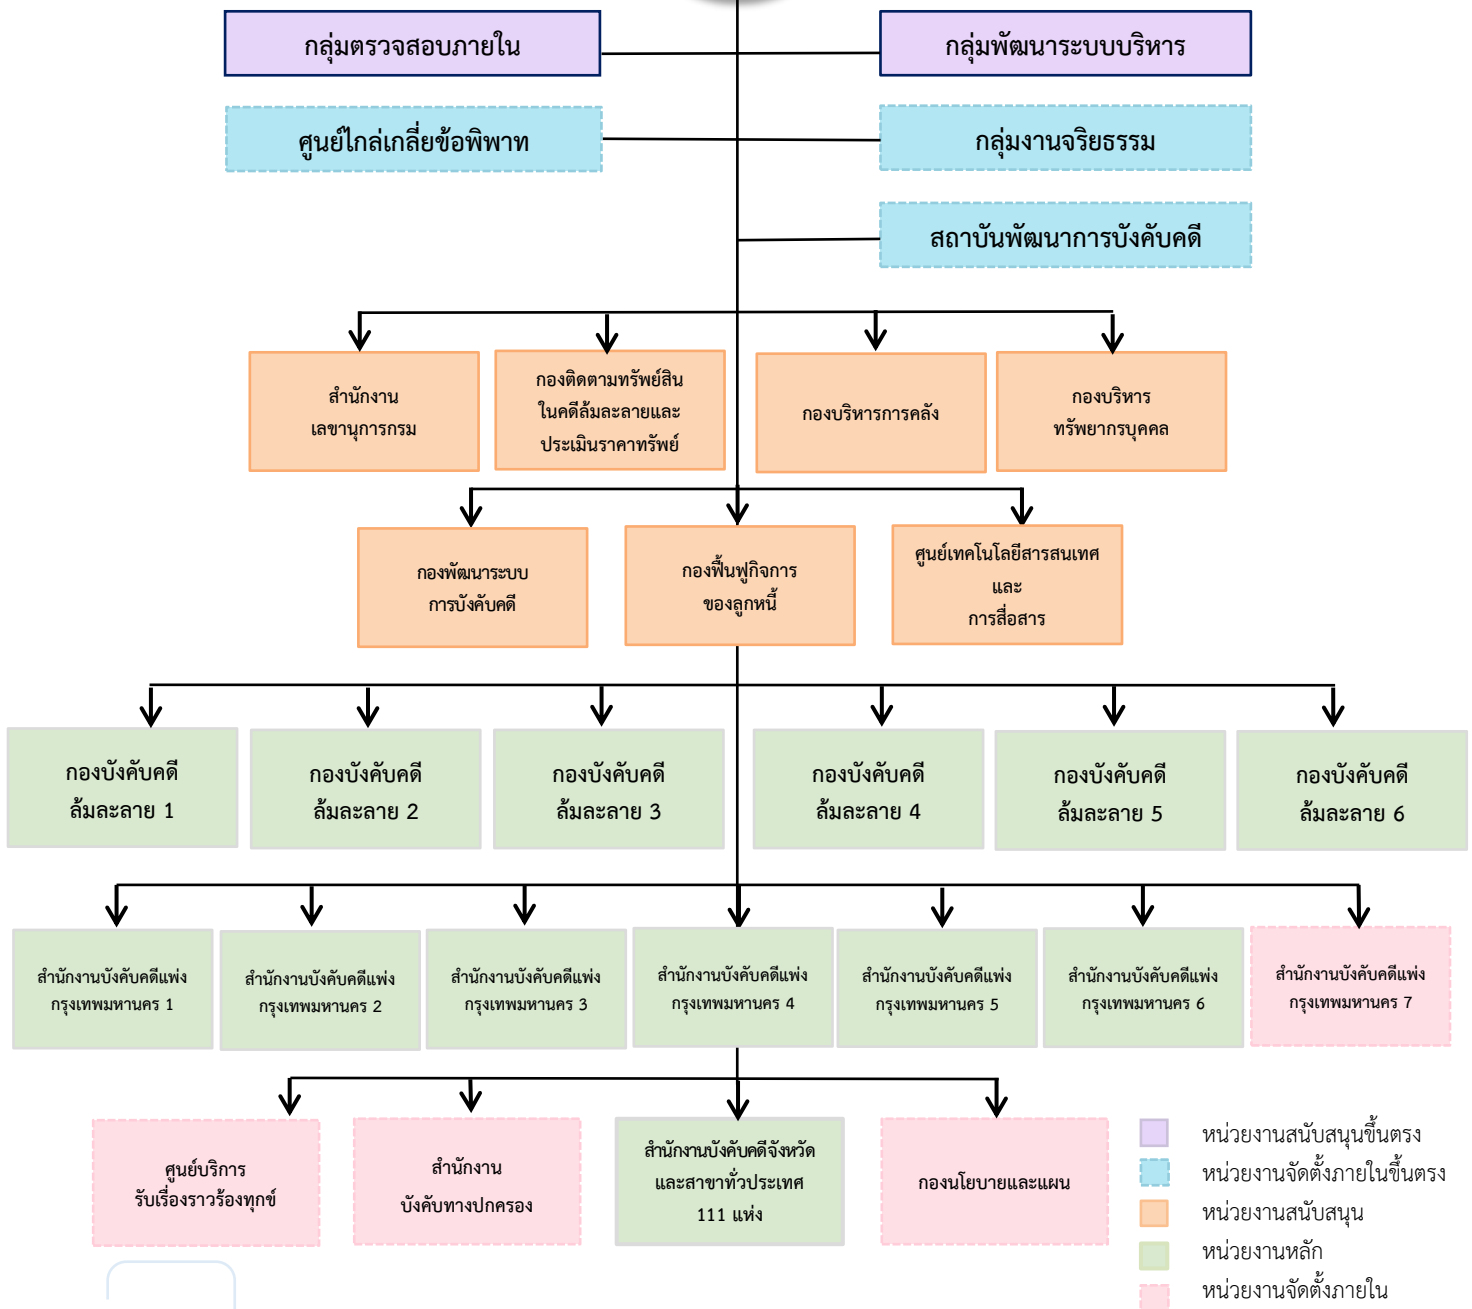 กลุ่มตรวจสอบภายใน
กลุ่มพัฒนาระบบบริหาร
ศูนย์ไกล่เกลี่ยข้อพิพาท
กลุ่มงานจริยธรรม
สถาบันพัฒนาการบังคับคดี
สำนักงาน
เลขานุการกรม
กองติดตามทรัพย์สิน
ในคดีล้มละลายและ
ประเมินราคาทรัพย์
กองบริหารการคลัง
กองบริหาร
ทรัพยากรบุคคล
กองพัฒนาระบบ
การบังคับคดี
กองฟื้นฟูกิจการ
ของลูกหนี้
ศูนย์เทคโนโลยีสารสนเทศ
และ
การสื่อสาร
กองบังคับคดี
ล้มละลาย 1
กองบังคับคดี
ล้มละลาย 2
กองบังคับคดี
ล้มละลาย 3
กองบังคับคดี
ล้มละลาย 4
กองบังคับคดี
ล้มละลาย 5
กองบังคับคดี
ล้มละลาย 6
สำนักงานบังคับคดีแพ่ง
กรุงเทพมหานคร 1
สำนักงานบังคับคดีแพ่ง
กรุงเทพมหานคร 2
สำนักงานบังคับคดีแพ่ง
กรุงเทพมหานคร 3
สำนักงานบังคับคดีแพ่ง
กรุงเทพมหานคร 4
สำนักงานบังคับคดีแพ่ง
กรุงเทพมหานคร 5
สำนักงานบังคับคดีแพ่ง
กรุงเทพมหานคร 6
สำนักงานบังคับคดีแพ่ง
กรุงเทพมหานคร 7
ศูนย์บริการ
รับเรื่องราวร้องทุกข์
สำนักงาน
บังคับทางปกครอง
สำนักงานบังคับคดีจังหวัด
และสาขาทั่วประเทศ
111 แห่ง
กองนโยบายและแผน
หน่วยงานสนับสนุนขึ้นตรง
หน่วยงานจัดตั้งภายในขึ้นตรง
หน่วยงานสนับสนุน
หน่วยงานหลัก
หน่วยงานจัดตั้งภายใน